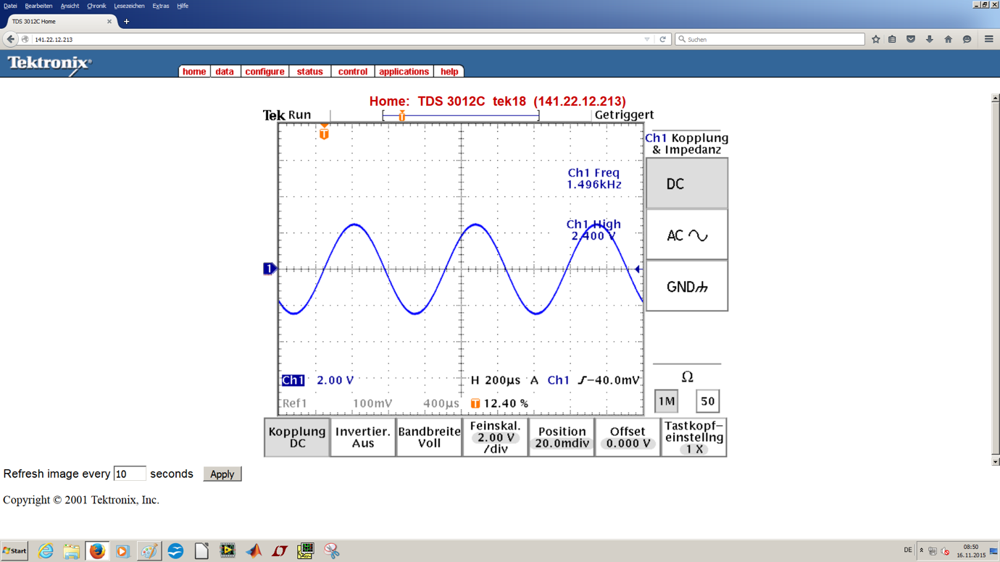 Datei Bearbeiten Ansicht Chronik Lesezeichen Extras Hilfe
TDS 3012C Home
141.22.12.213
Suchen
Tektronix
home data configure status control applications help
Home: TDS 3012C tek18 (141.22.12.213)
Tek Run
Getriggert
T
T
Ch1 Kopplung
& Impedanz
DC
AC
GND
Ch1 Freq
1.496kHz
Ch1 High
2.400 V
1
Ch1 2.00 V
H 200µs A Ch1 -40.0mV
Ref1 100mV 400µs
T 12.40 %
Ω
1M 50
Kopplung
DC
Invertier.
Aus
Bandbreite
Voll
Feinskal.
2.00 V
/div
Position
20.0mdiv
Offset
0.000 V
Tastkopf-
einstellng
1 X
Refresh image every 10 seconds Apply
Copyright © 2001 Tektronix, Inc.
Start
DE
08:50
16.11.2015